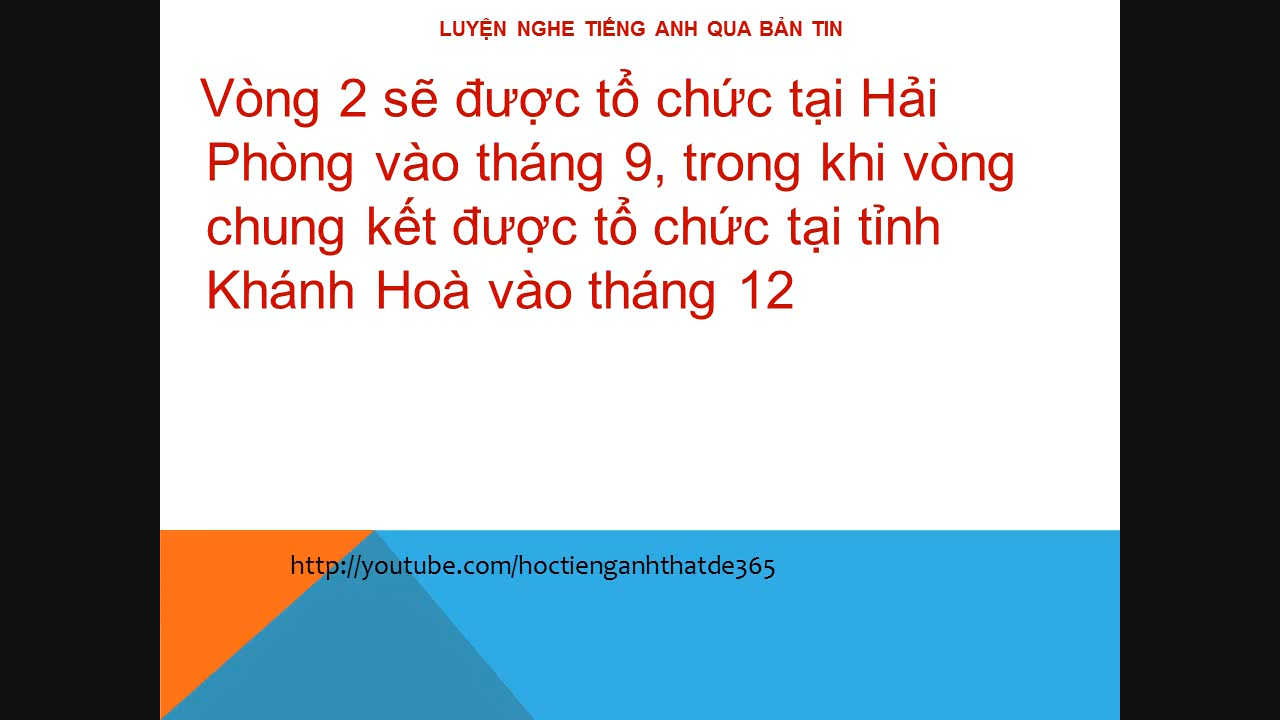 LUYỆN NGHE TIẾNG ANH QUA BẢN TIN
Vòng 2 sẽ được tổ chức tại Hải
Phòng vào tháng 9, trong khi vòng
chung kết được tổ chức tại tỉnh
Khánh Hoà vào tháng 12
http://youtube.com/hoctienganhthatde365